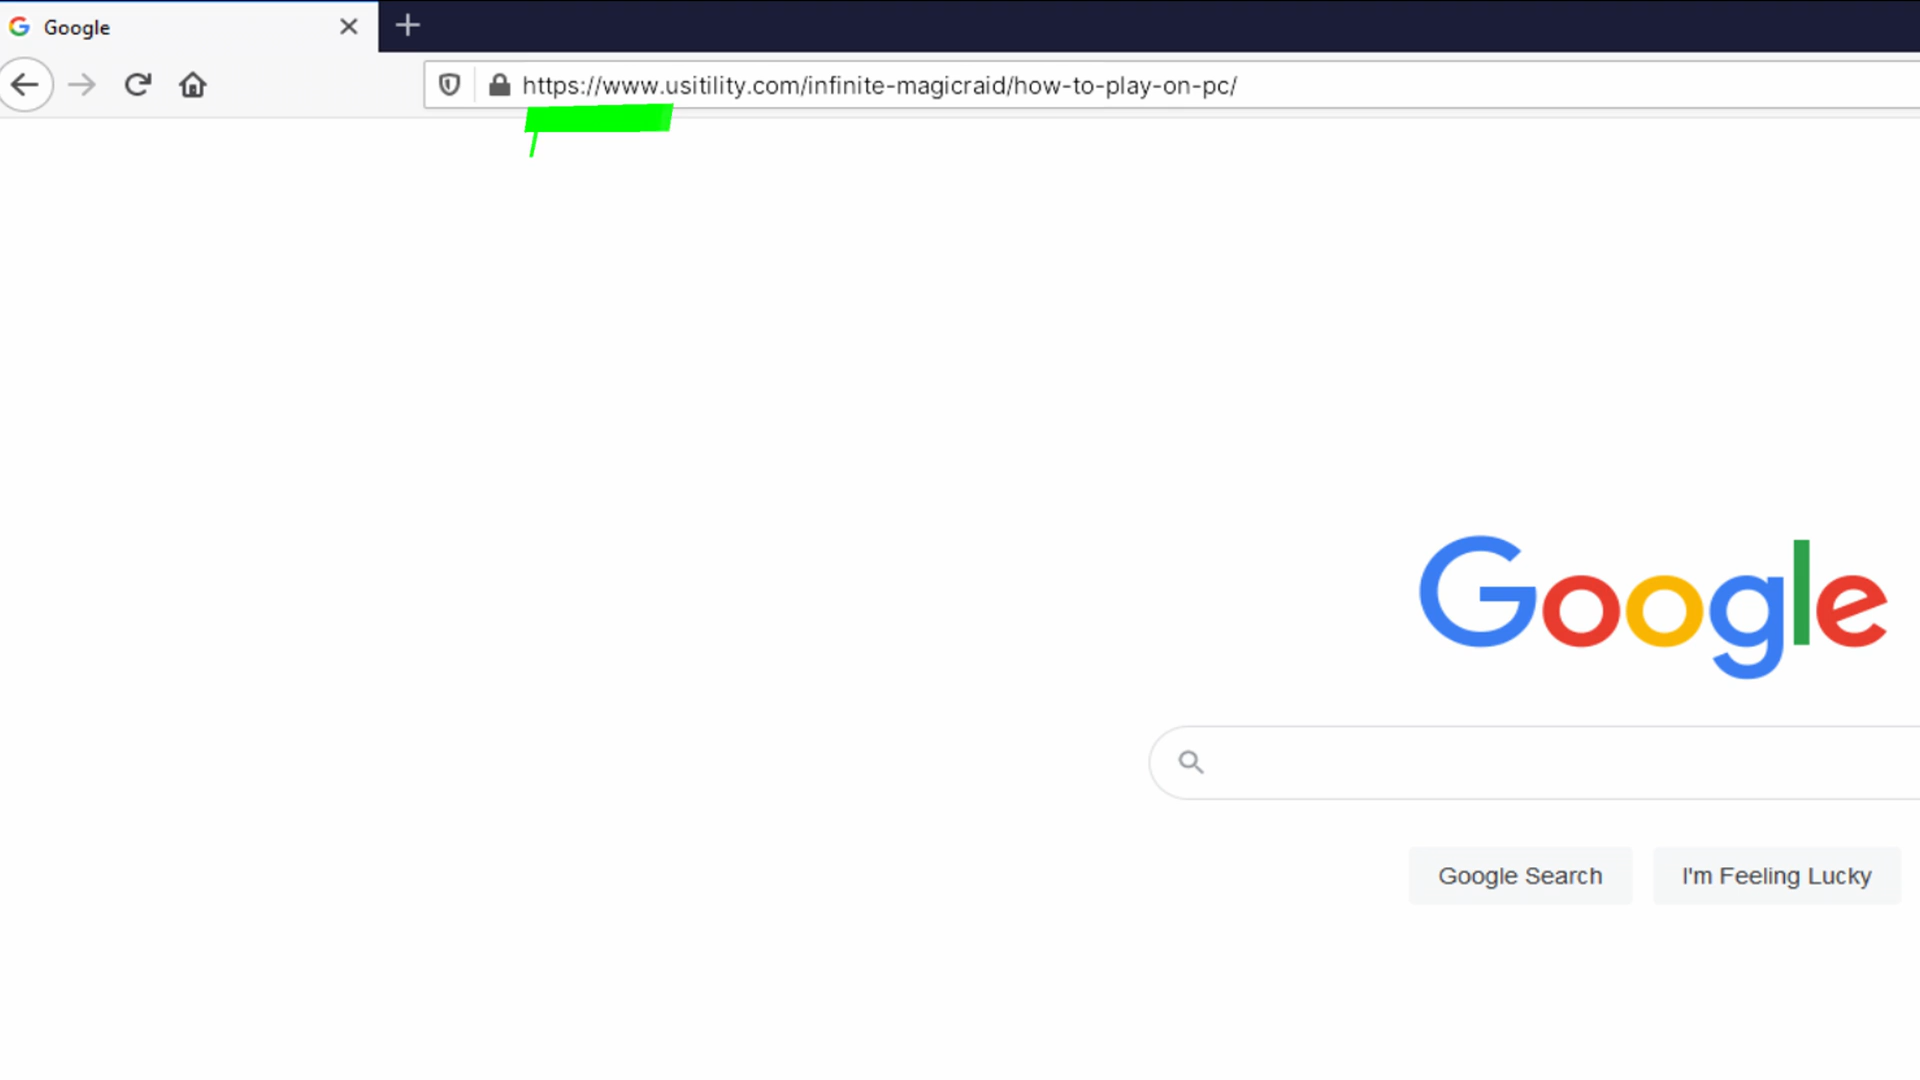 Google
https://www.usitility.com/infinite-magicraid/how-to-play-on-pc/
Google
Google Search
I'm Feeling Lucky